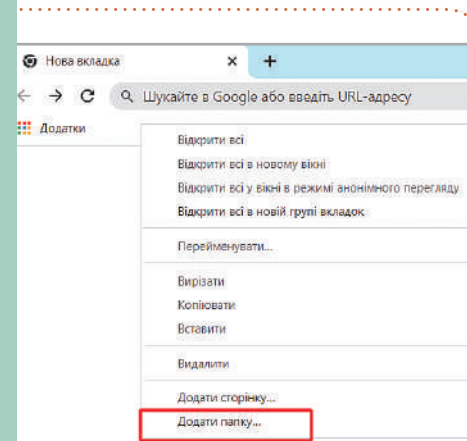 Нова вкладка
Шукайте в Google або введіть URL-адресу
Додатки
Відкрити всі
Відкрити всі в новому вікні
Відкрити всі у вікні в режимі анонімного перегляду
Відкрити всі в новій групі вкладок
Перейменувати...
Вирізати
Копіювати
Вставити
Видалити
Додати сторінку...
Додати папку...